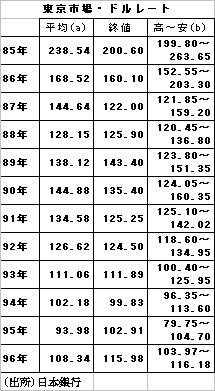 東京市場・ドルレート
平均(a) 終値 高～安(b)
85年 238.54 200.60 199.80～
263.65
86年 168.52 160.10 152.55～
203.30
87年 144.64 122.00 121.85～
159.20
88年 128.15 125.90 120.45～
136.80
89年 138.12 143.40 123.80～
151.35
90年 144.88 135.40 124.05～
160.35
91年 134.58 125.25 125.10～
142.02
92年 126.62 124.50 118.60～
134.95
93年 111.06 111.89 100.40～
125.95
94年 102.18 99.83 96.35～
113.60
95年 93.98 102.91 79.75～
104.70
96年 108.34 115.98 103.97～
116.18
(出所)日本銀行